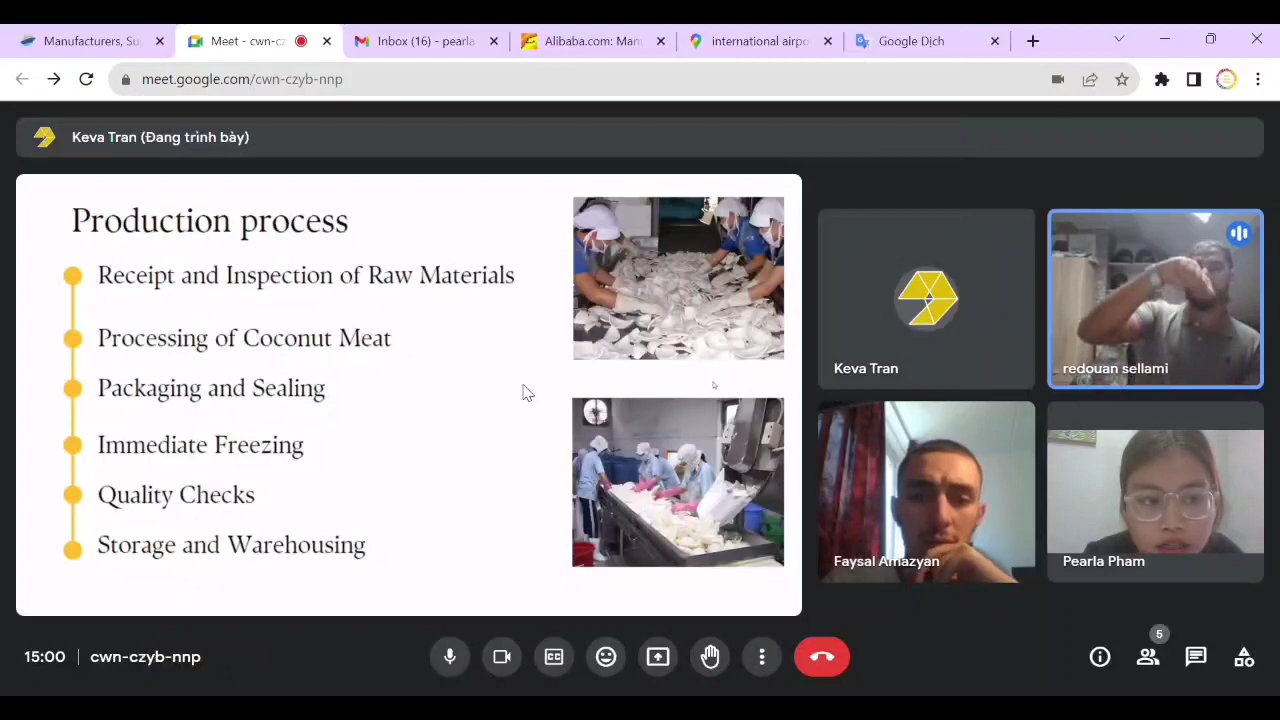 Manufacturers, Su
Meet - cwn-cz
Inbox (16) - pearla
Alibaba.com: Man
international airpo
Google Dịch
meet.google.com/cwn-czyb-nnp
Keva Tran (Đang trình bày)
Production process
Receipt and Inspection of Raw Materials
Processing of Coconut Meat
Packaging and Sealing
Immediate Freezing
Quality Checks
Storage and Warehousing
Keva Tran
redouan sellami
Faysal Amazyan
Pearla Pham
15:00 | cwn-czyb-nnp
CC
5